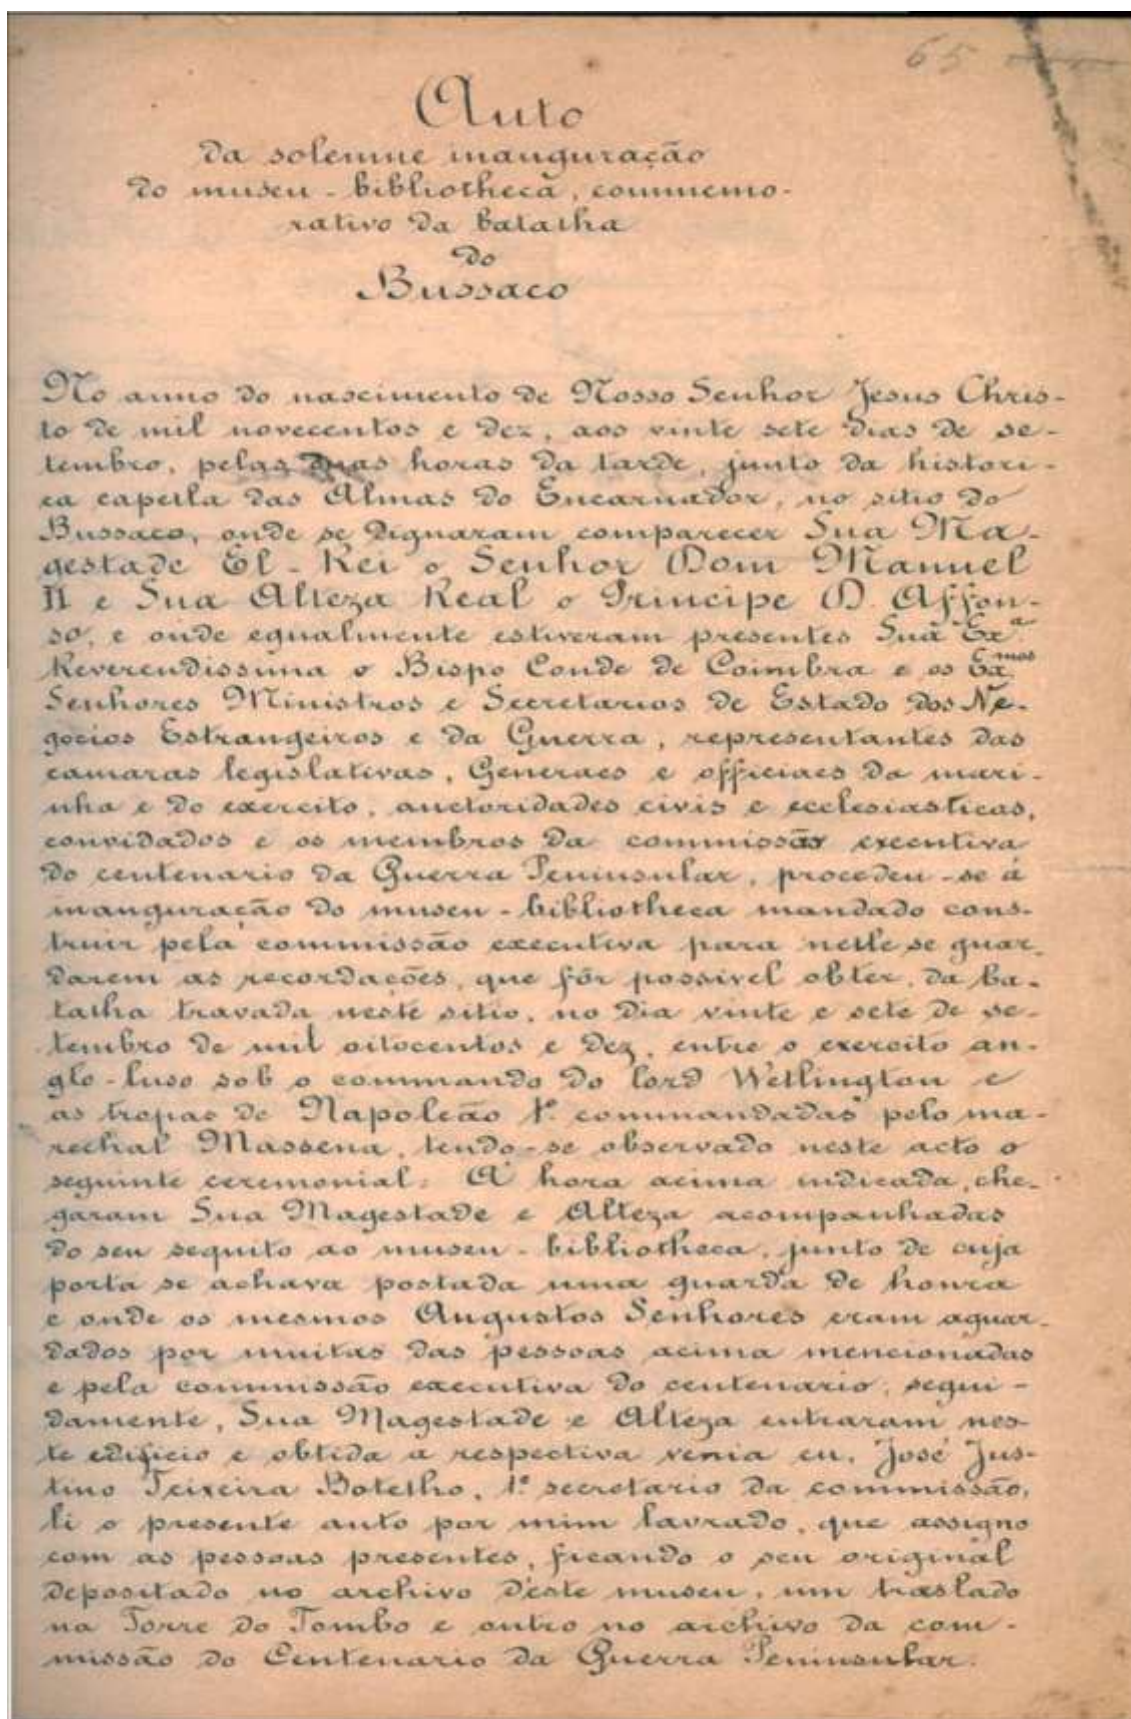 65
Auto
da solemne inauguração
do museu - bibliotheca, commemo-
rativo da batalha
do
Bussaco
No anno do nascimento de Nosso Senhor Jesus Chris-
to de mil novecentos e dez, aos vinte sete dias de se-
tembro, pelas duas horas da tarde, junto da histori-
ca capella das Almas do Encarnador, no sitio do
Bussaco, onde se dignaram comparecer Sua Ma-
gestade El-Rei o Senhor Dom Manuel
II e Sua Alteza Real o Principe D. Affon-
so, e onde egualmente estiveram presentes Sua Ex.ª
Reverendissima o Bispo Conde de Coimbra e os Ex.mos
Senhores Ministros e Secretarios de Estado dos Ne-
gocios Estrangeiros e da Guerra, representantes das
camaras legislativas, Generaes e officiaes da mari-
nha e do exercito, auctoridades civis e ecclesiasticas,
convidados e os membros da commissão executiva
do centenario da Guerra Peninsular, procedeu-se á
inauguração do museu - bibliotheca mandado cons-
truir pela commissão executiva para nelle se guar-
darem as recordações, que fôr possivel obter, da ba-
talha travada neste sitio, no dia vinte e sete de se-
tembro de mil oitocentos e dez, entre o exercito an-
glo-luso sob o commando do lord Wellington e
as tropas de Napoleão 1.º commandadas pelo ma-
rechal Massena, tendo-se observado neste acto o
seguinte ceremonial: Á hora acima indicada, che-
garam Sua Magestade e Alteza acompanhadas
do seu sequito ao museu - bibliotheca, junto de cuja
porta se achava postada uma guarda de honra
e onde os mesmos Augustos Senhores eram aguar-
dados por muitas das pessoas acima mencionadas
e pela commissão executiva do centenario; segui-
damente, Sua Magestade e Alteza entraram nes-
te edificio e obtida a respectiva venia eu, José Jus-
tino Teixeira Botelho, 1.º secretario da commissão,
li o presente auto por mim lavrado, que assigno
com as pessoas presentes, ficando o seu original
depositado no archivo d'este museu, um traslado
na Torre do Tombo e outro no archivo da com-
missão do Centenario da Guerra Peninsular.